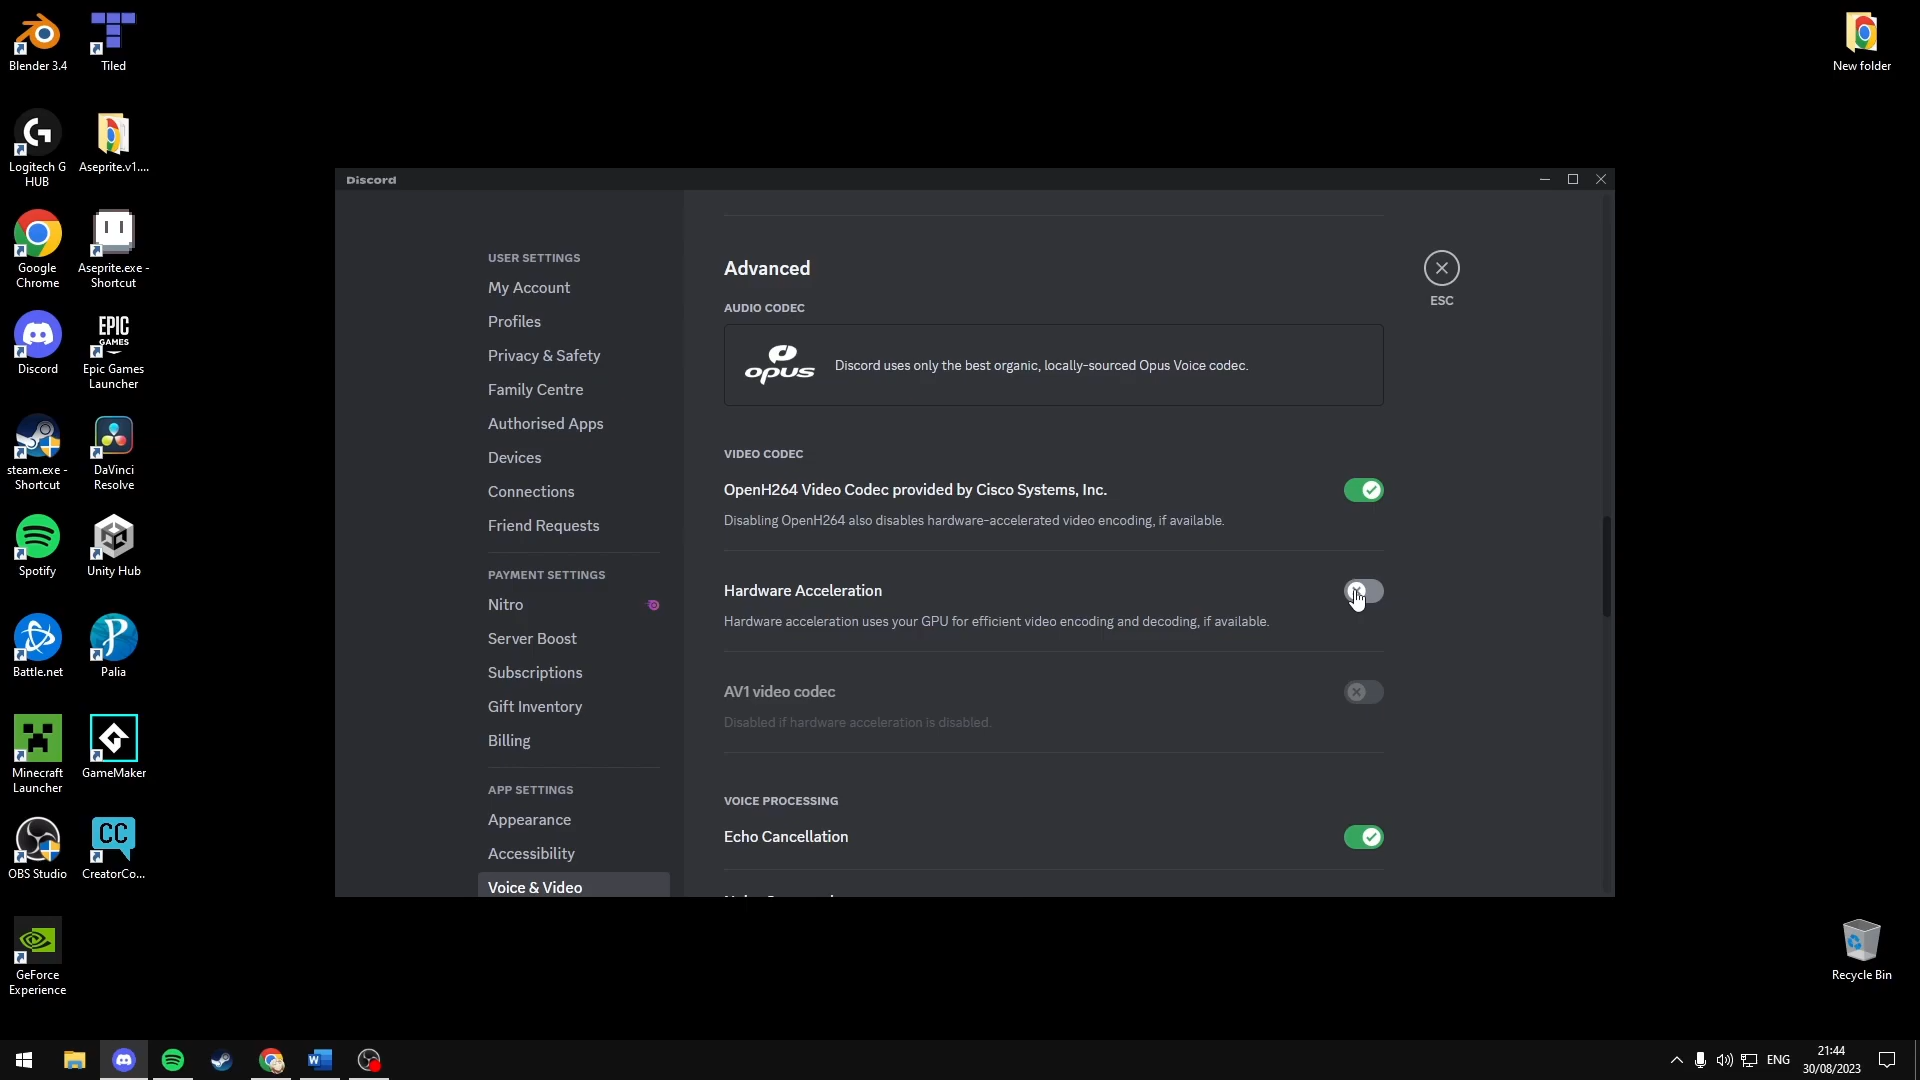 Blender 3.4
Tiled
New folder
Logitech G
HUB
Aseprite.v1....
Google
Chrome
Aseprite.exe -
Shortcut
Discord
EPIC
GAMES
Epic Games
Launcher
steam.exe -
Shortcut
DaVinci
Resolve
Spotify
Unity Hub
Battle.net
Palia
Minecraft
Launcher
GameMaker
OBS Studio
CC
CreatorCo...
GeForce
Experience
Recycle Bin
Discord
USER SETTINGS
My Account
Profiles
Privacy & Safety
Family Centre
Authorised Apps
Devices
Connections
Friend Requests
PAYMENT SETTINGS
Nitro
Server Boost
Subscriptions
Gift Inventory
Billing
APP SETTINGS
Appearance
Accessibility
Voice & Video
Advanced
ESC
AUDIO CODEC
opus
Discord uses only the best organic, locally-sourced Opus Voice codec.
VIDEO CODEC
OpenH264 Video Codec provided by Cisco Systems, Inc.
Disabling OpenH264 also disables hardware-accelerated video encoding, if available.
Hardware Acceleration
Hardware acceleration uses your GPU for efficient video encoding and decoding, if available.
AV1 video codec
Disabled if hardware acceleration is disabled.
VOICE PROCESSING
Echo Cancellation
ENG
21:44
30/08/2023